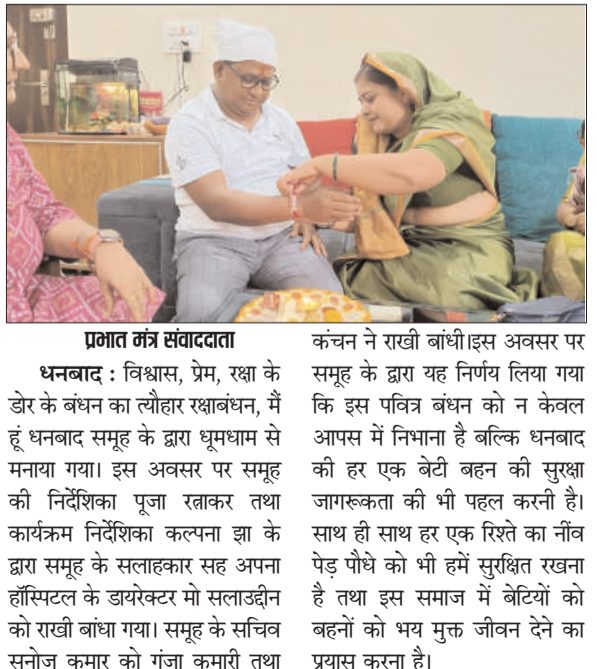 प्रभात मंत्र संवाददाता
धनबाद : विश्वास, प्रेम, रक्षा के
डोर के बंधन का त्यौहार रक्षाबंधन, मैं
हूं धनबाद समूह के द्वारा धूमधाम से
मनाया गया। इस अवसर पर समूह
की निर्देशिका पूजा रत्नाकर तथा
कार्यक्रम निर्देशिका कल्पना झा के
द्वारा समूह के सलाहकार सह अपना
हॉस्पिटल के डायरेक्टर मो सलाउद्दीन
को राखी बांधा गया। समूह के सचिव
सनोज कुमार को गुंजा कुमारी तथा
कंचन ने राखी बांधी।इस अवसर पर
समूह के द्वारा यह निर्णय लिया गया
कि इस पवित्र बंधन को न केवल
आपस में निभाना है बल्कि धनबाद
की हर एक बेटी बहन की सुरक्षा
जागरूकता की भी पहल करनी है।
साथ ही साथ हर एक रिश्ते का नींव
पेड़ पौधे को भी हमें सुरक्षित रखना
है तथा इस समाज में बेटियों को
बहनों को भय मुक्त जीवन देने का
प्रयास करना है।